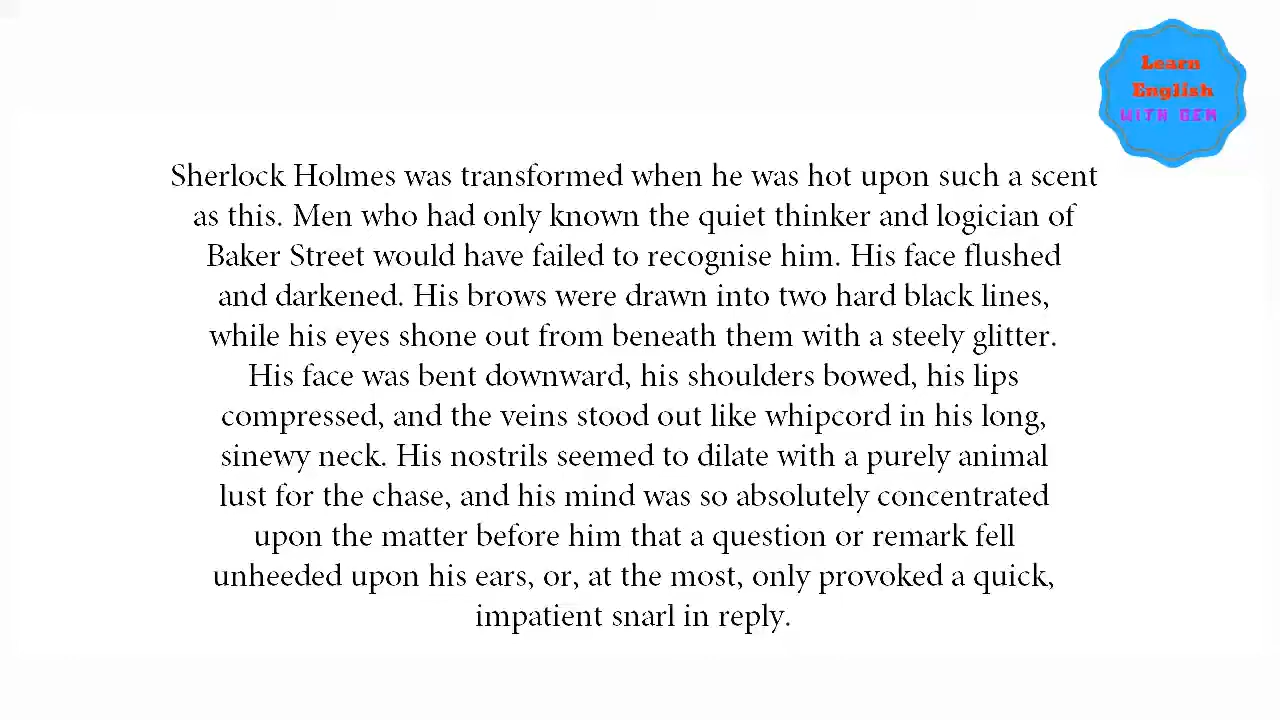 Learn
English
WITH BEN
Sherlock Holmes was transformed when he was hot upon such a scent
as this. Men who had only known the quiet thinker and logician of
Baker Street would have failed to recognise him. His face flushed
and darkened. His brows were drawn into two hard black lines,
while his eyes shone out from beneath them with a steely glitter.
His face was bent downward, his shoulders bowed, his lips
compressed, and the veins stood out like whipcord in his long,
sinewy neck. His nostrils seemed to dilate with a purely animal
lust for the chase, and his mind was so absolutely concentrated
upon the matter before him that a question or remark fell
unheeded upon his ears, or, at the most, only provoked a quick,
impatient snarl in reply.